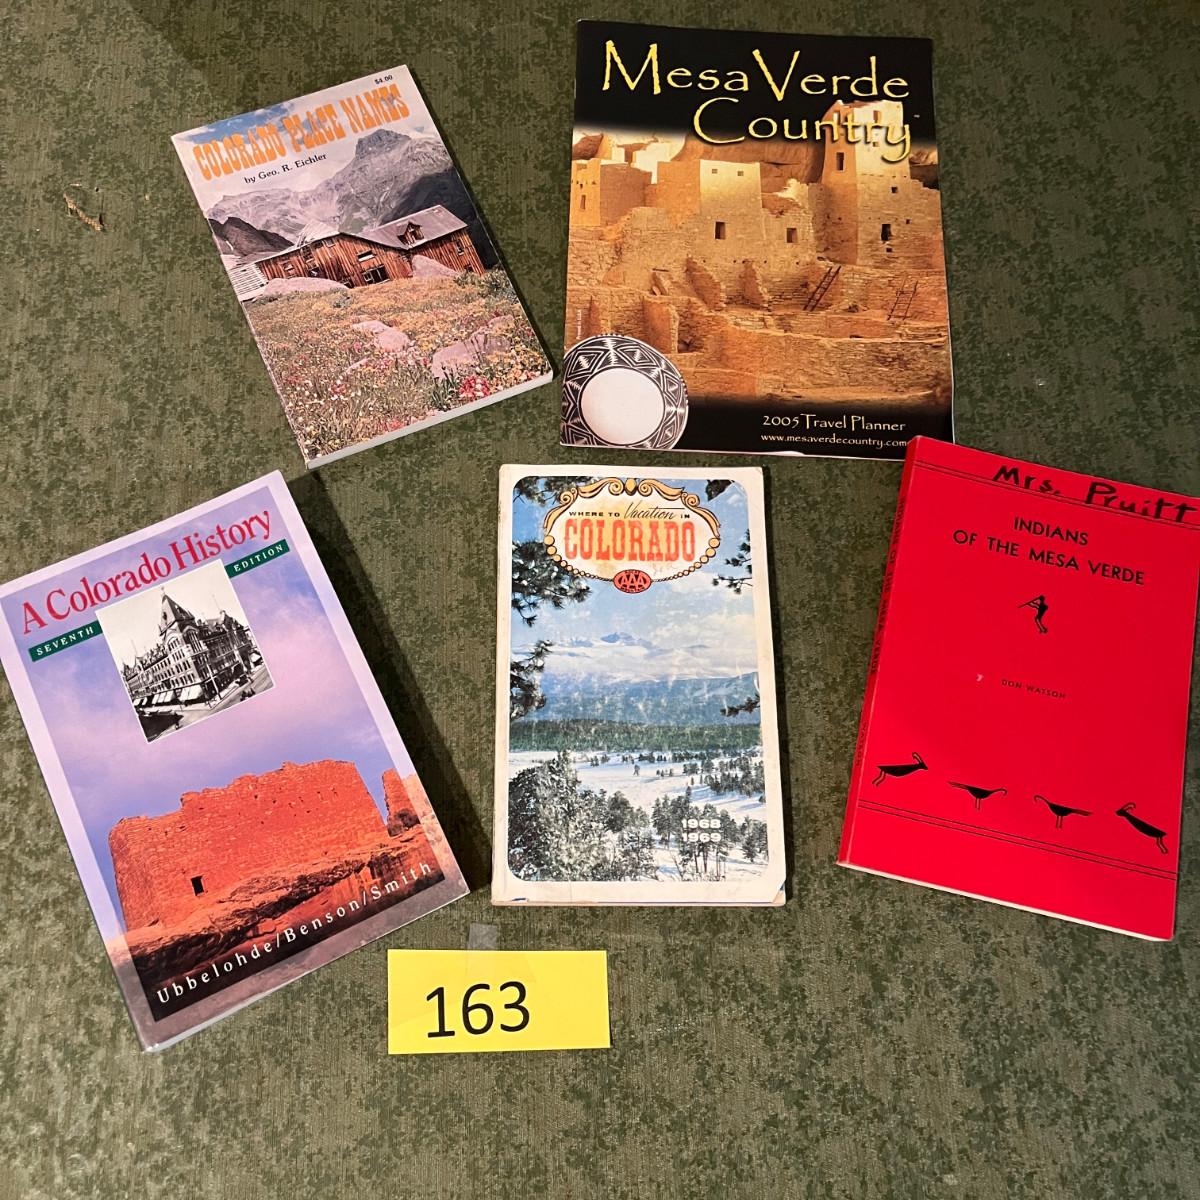 $4.00
COLORADO PLACE NAMES
by Geo. R. Eichler
Mesa Verde
Country
2005 Travel Planner
www.mesaverdecountry.com
A Colorado History
SEVENTH EDITION
Ubbelohde/Benson/Smith
WHERE TO Vacation IN
COLORADO
AAA
1968
1969
Mrs. Pruitt
INDIANS
OF THE MESA VERDE
DON WATSON
163